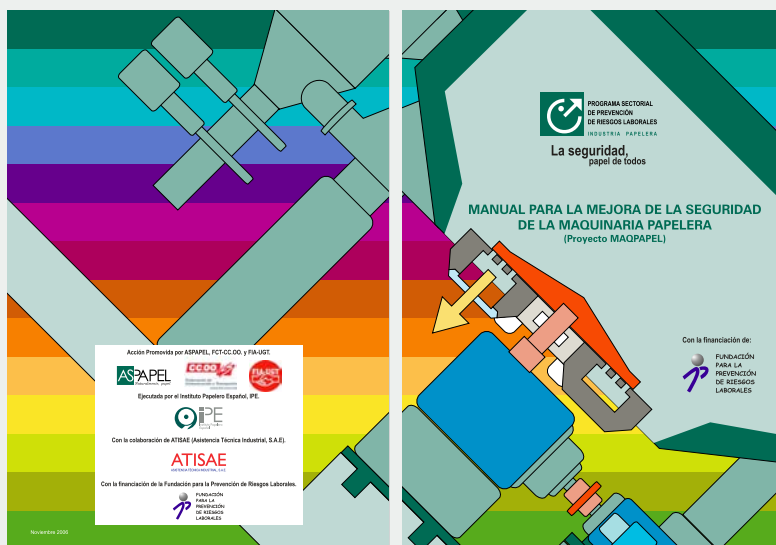 Acción Promovida por ASPAPEL, FCT-CC.OO. y FIA-UGT.
ASPAPEL
CC.OO
FIA-UGT
Ejecutada por el Instituto Papelero Español, IPE.
iPE
Con la colaboración de ATISAE (Asistencia Técnica Industrial, S.A.E).
ATISAE
ASISTENCIA TÉCNICA INDUSTRIAL, S.A.E.
Con la financiación de la Fundación para la Prevención de Riesgos Laborales.
FUNDACIÓN
PARA LA
PREVENCIÓN
DE RIESGOS
LABORALES
Noviembre 2008
PROGRAMA SECTORIAL
DE PREVENCIÓN
DE RIESGOS LABORALES
INDUSTRIA PAPELERA
La seguridad,
papel de todos
MANUAL PARA LA MEJORA DE LA SEGURIDAD
DE LA MAQUINARIA PAPELERA
(Proyecto MAQPAPEL)
Con la financiación de:
FUNDACIÓN
PARA LA
PREVENCIÓN
DE RIESGOS
LABORALES